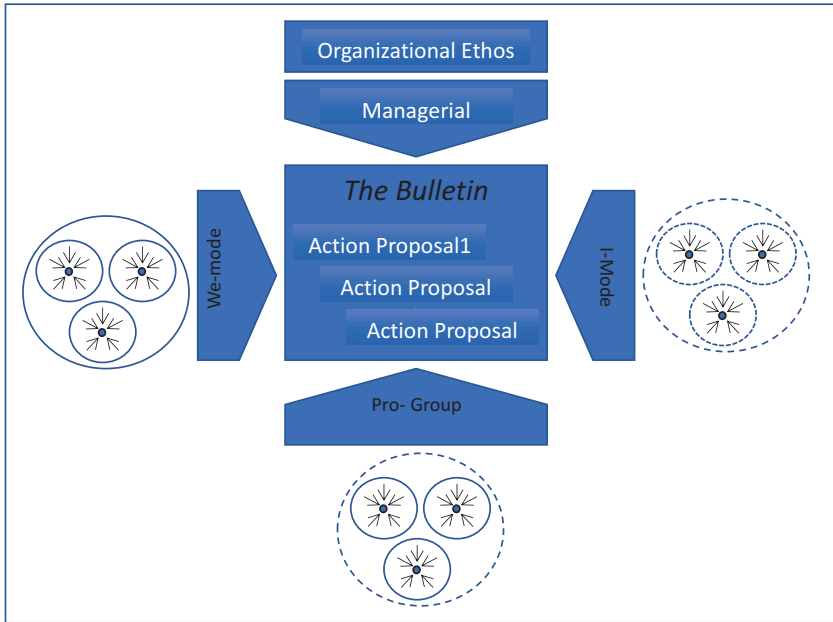 Organizational Ethos
Managerial
The Bulletin
Action Proposal1
Action Proposal
Action Proposal
We-mode
I-Mode
Pro- Group